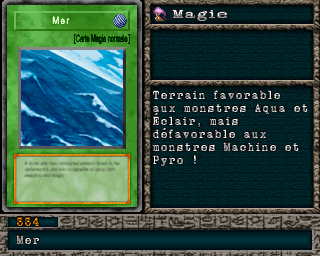 Mer
[Carte Magie normale]
Magie
Terrain favorable
aux monstres Aqua et
Éclair, mais
défavorable aux
monstres Machine et
Pyro !
334
Mer